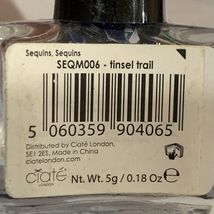 Sequins, Sequins
SEQM006 - tinsel trail
5 060359 904065
Distributed by Ciaté London,
SE1 2ES. Made in China
ciatelondon.com
ciaté
LONDON
Nt. Wt. 5g / 0.18 Oz